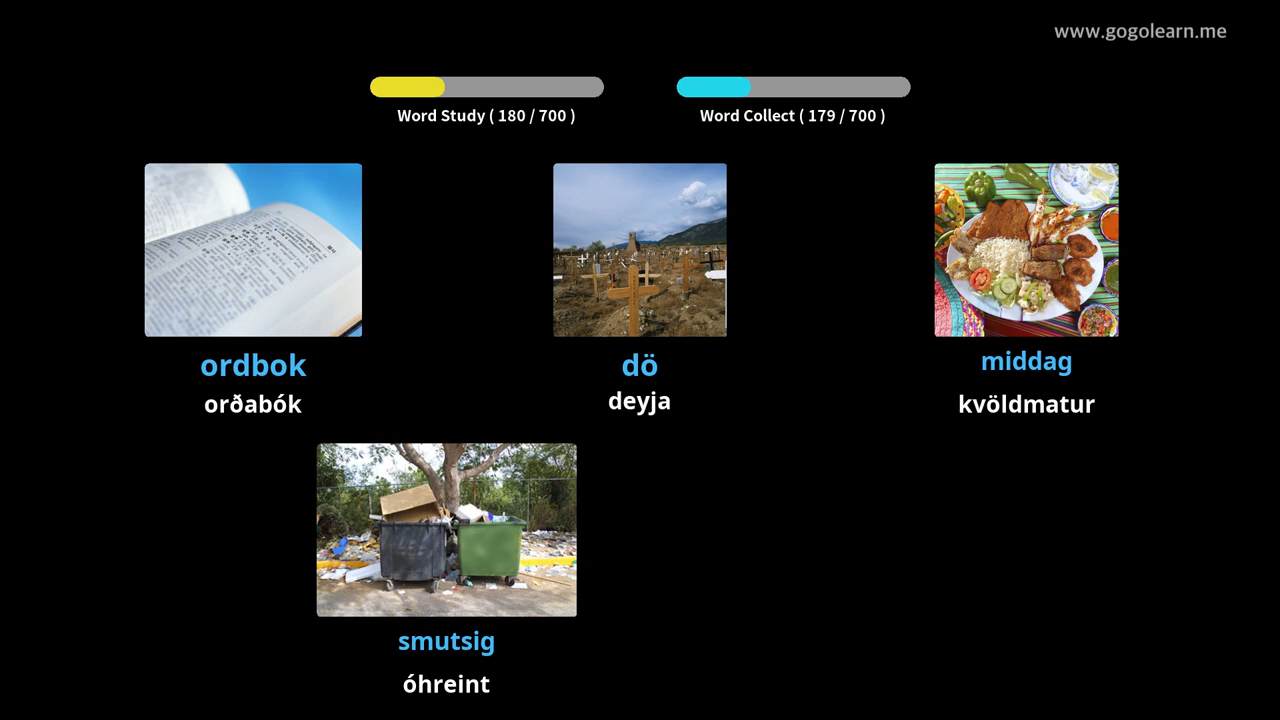 www.gogolearn.me
Word Study ( 180 / 700 )
Word Collect ( 179 / 700 )
ordbok
orðabók
dö
deyja
middag
kvöldmatur
smutsig
óhreint